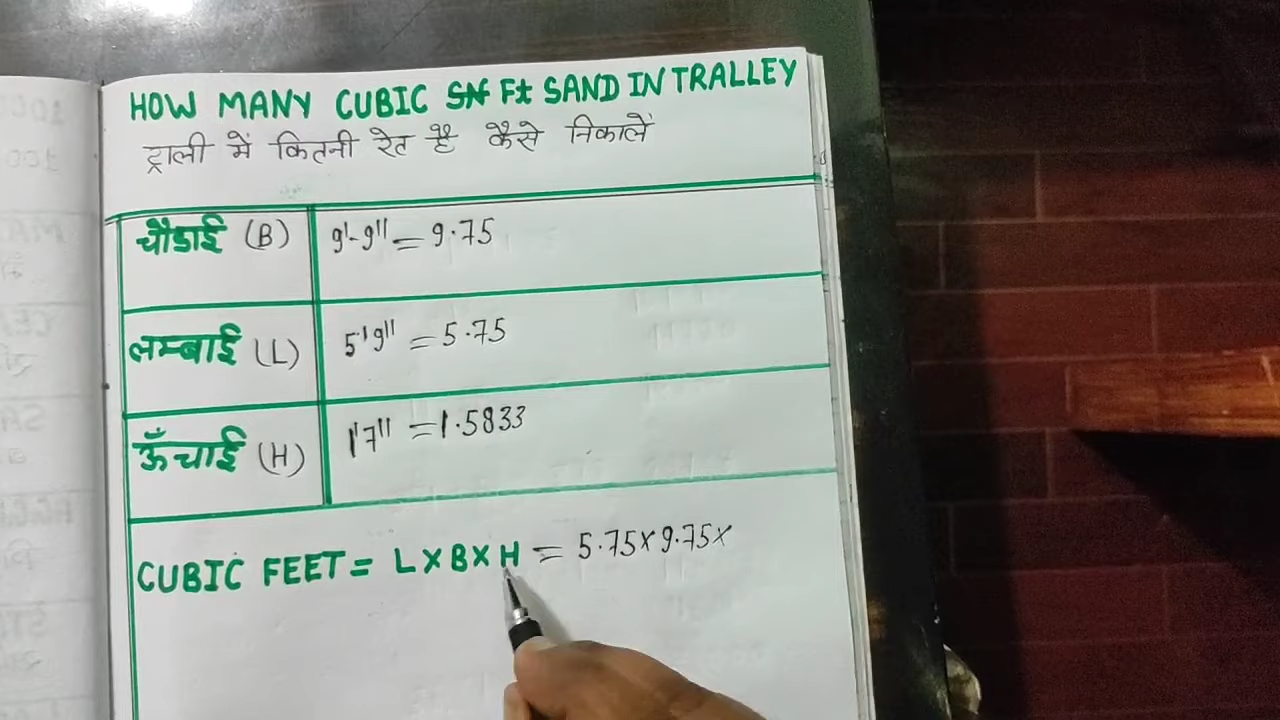 HOW MANY CUBIC Ft SAND IN TRALLEY
ट्राली में कितनी रेत है कैसे निकालें
चौडाई (B) 9'-9" = 9.75
लम्बाई (L) 5'9" = 5.75
ऊँचाई (H) 1'7" = 1.5833
CUBIC FEET = L X B X H = 5.75 X 9.75 X